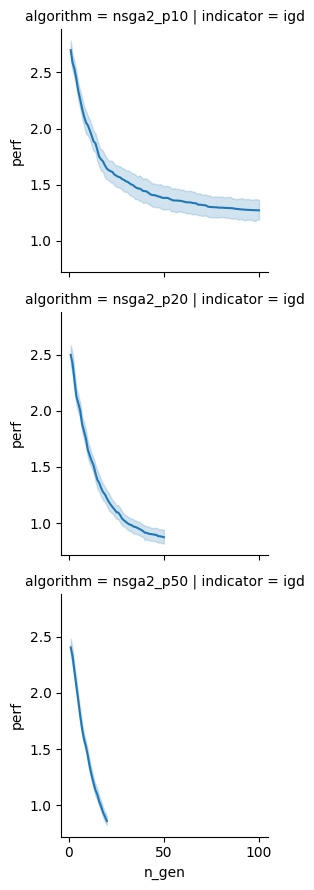 algorithm = nsga2_p10 | indicator = igd
2.5
2.0
1.5
1.0
perf
algorithm = nsga2_p20 | indicator = igd
2.5
2.0
1.5
1.0
perf
algorithm = nsga2_p50 | indicator = igd
2.5
2.0
1.5
1.0
perf
0 50 100
n_gen